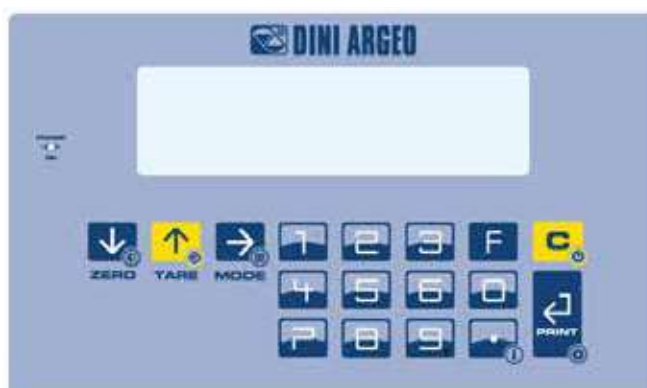 DINI ARGEO
1 2 3 F C
ZERO TARE MODE
4 5 6 0
PRINT
7 8 9 .